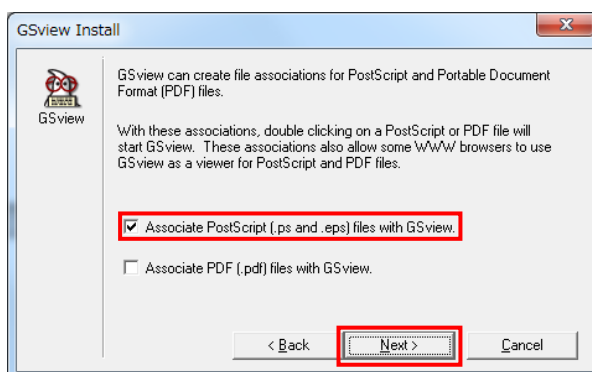 GSview Install
GSview
GSview can create file associations for PostScript and Portable Document
Format (PDF) files.
With these associations, double clicking on a PostScript or PDF file will
start GSview. These associations also allow some WWW browsers to use
GSview as a viewer for PostScript and PDF files.
Associate PostScript (.ps and .eps) files with GSview.
Associate PDF (.pdf) files with GSview.
< Back
Next >
Cancel